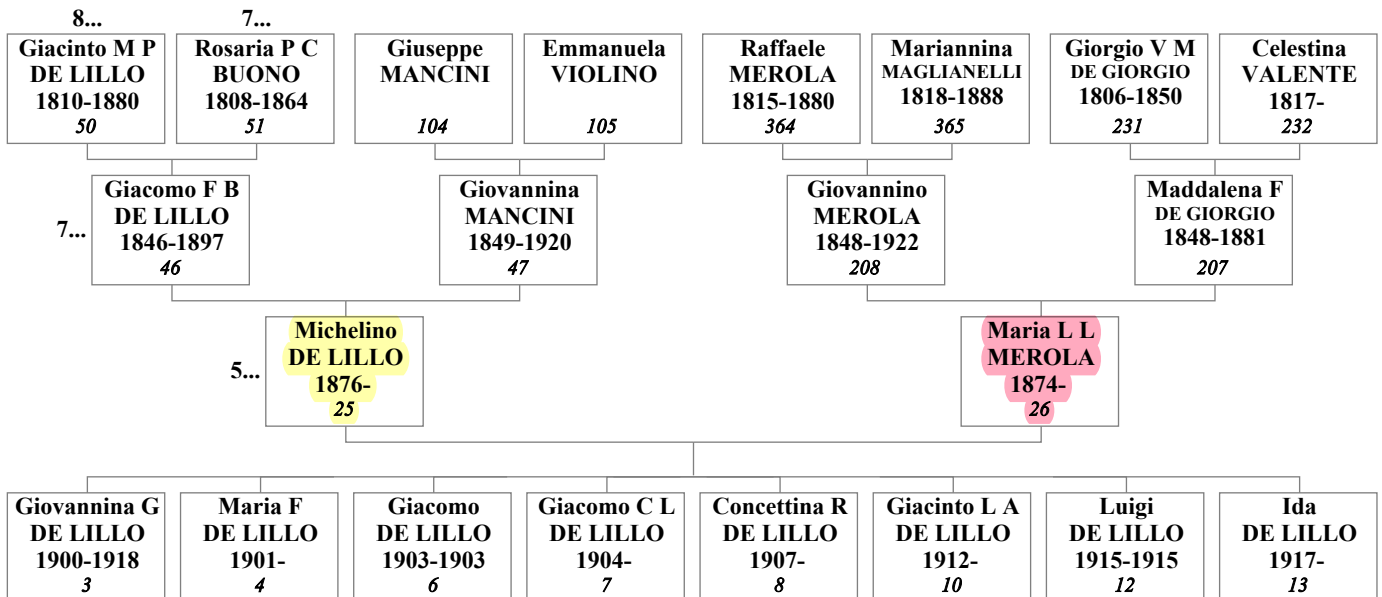 8... 7...
Giacinto M P
DE LILLO
1810-1880
50
Rosaria P C
BUONO
1808-1864
51
Giuseppe
MANCINI
104
Emmanuela
VIOLINO
105
Raffaele
MEROLA
1815-1880
364
Mariannina
MAGLIANELLI
1818-1888
365
Giorgio V M
DE GIORGIO
1806-1850
231
Celestina
VALENTE
1817-
232
7...
Giacomo F B
DE LILLO
1846-1897
46
Giovannina
MANCINI
1849-1920
47
Giovannino
MEROLA
1848-1922
208
Maddalena F
DE GIORGIO
1848-1881
207
5...
Michelino
DE LILLO
1876-
25
Maria L L
MEROLA
1874-
26
Giovannina G
DE LILLO
1900-1918
3
Maria F
DE LILLO
1901-
4
Giacomo
DE LILLO
1903-1903
6
Giacomo C L
DE LILLO
1904-
7
Concettina R
DE LILLO
1907-
8
Giacinto L A
DE LILLO
1912-
10
Luigi
DE LILLO
1915-1915
12
Ida
DE LILLO
1917-
13